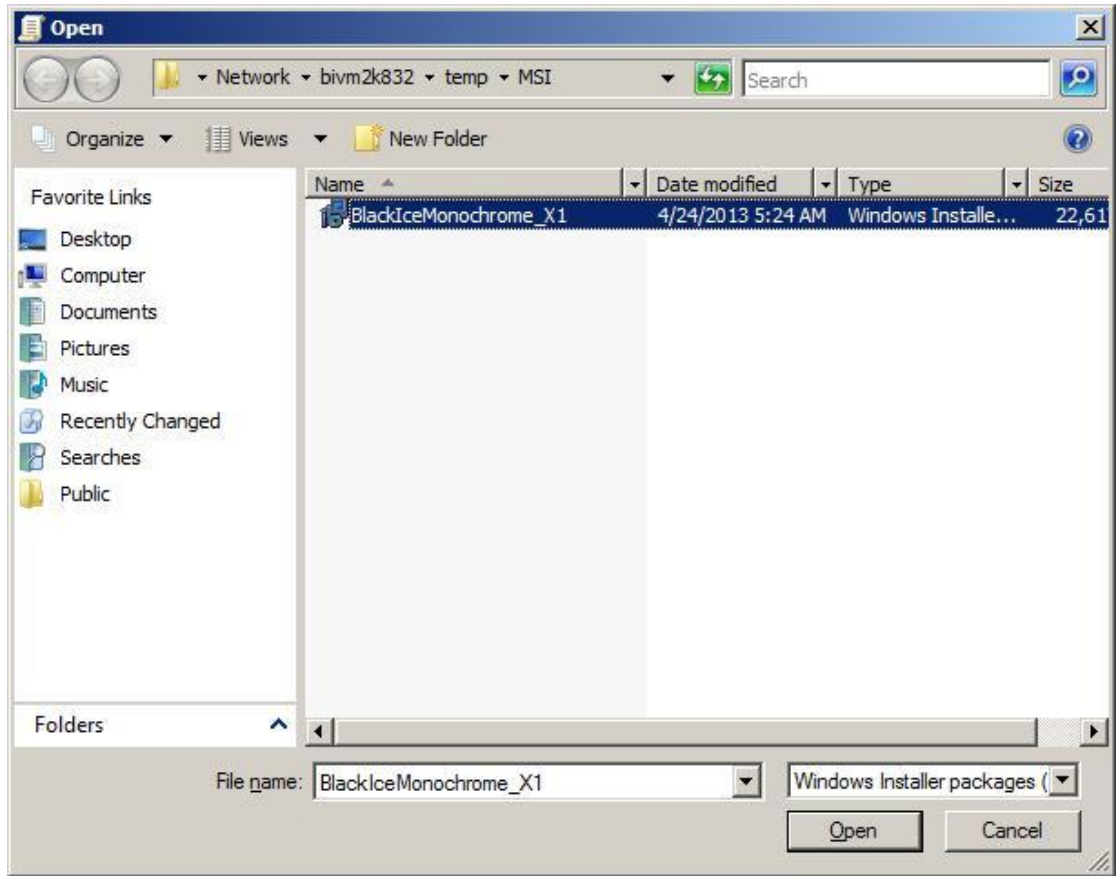 Open
Network bivm2k832 temp MSI Search
Organize Views New Folder
Favorite Links
Desktop
Computer
Documents
Pictures
Music
Recently Changed
Searches
Public
Folders
Name Date modified Type Size
BlackIceMonochrome_X1 4/24/2013 5:24 AM Windows Installe... 22,61
File name: BlackIceMonochrome_X1 Windows Installer packages (
Open Cancel